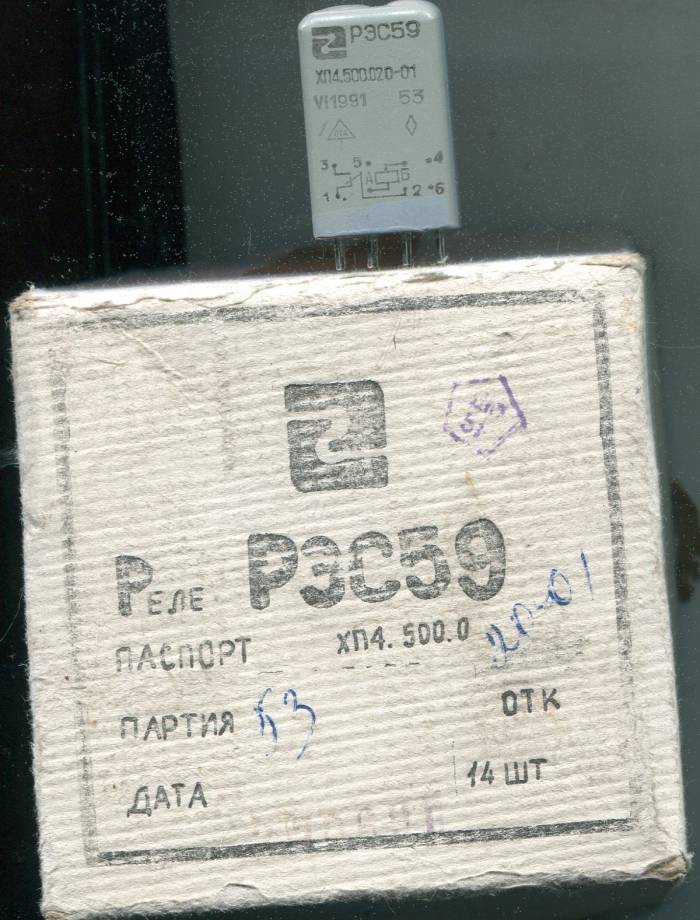 РЭС59
ХП4.500.020-01
VI1991 53
ОТК
3 5 4
А Б
1 2 6
РЕЛЕ РЭС59
ПАСПОРТ ХП4.500.0 20-01
ПАРТИЯ 53 ОТК
ДАТА 14 ШТ